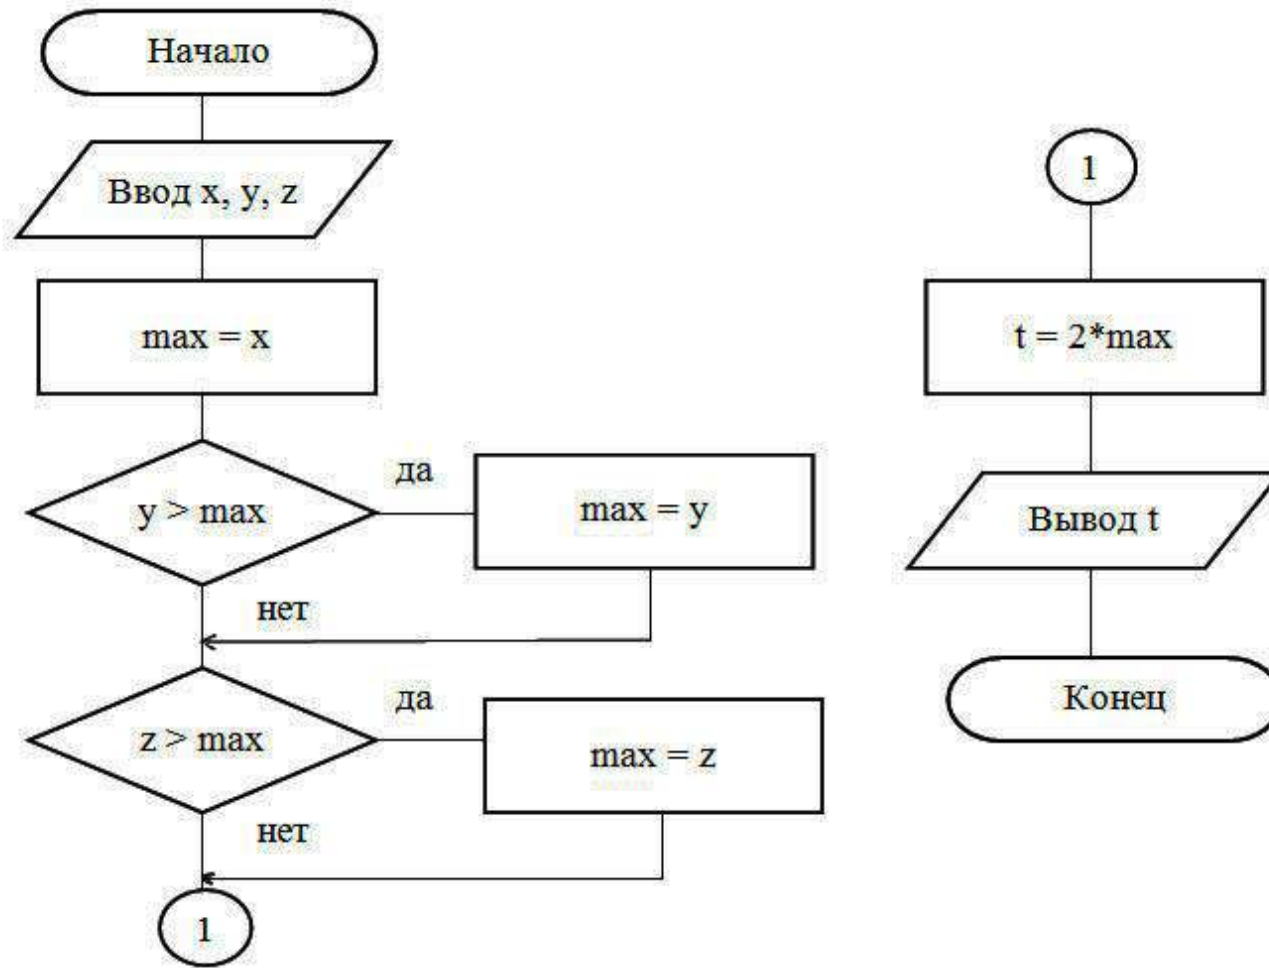 Начало
Ввод x, y, z
max = x
y > max
да
max = y
нет
z > max
да
max = z
нет
1
1
t = 2*max
Вывод t
Конец